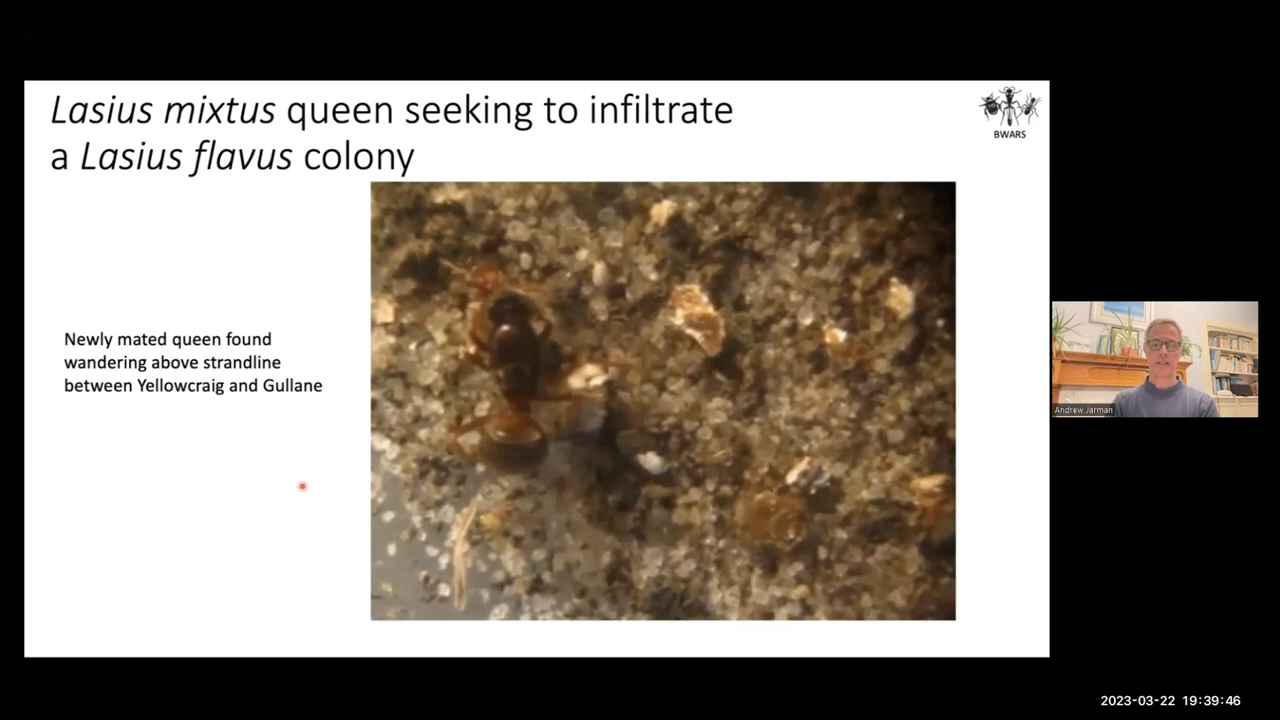 Lasius mixtus queen seeking to infiltrate
a Lasius flavus colony
BWARS
Newly mated queen found
wandering above strandline
between Yellowcraig and Gullane
Andrew Jarman
2023-03-22 19:39:46